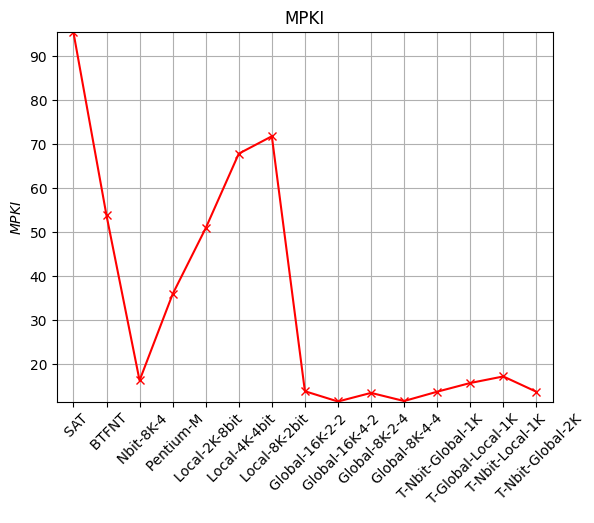 MPKI
MPKI
90
80
70
60
50
40
30
20
SAT
BTFNT
Nbit-8K-4
Pentium-M
Local-2K-8bit
Local-4K-4bit
Local-8K-2bit
Global-16K-2-2
Global-16K-4-2
Global-8K-2-4
Global-8K-4-4
T-Nbit-Global-1K
T-Global-Local-1K
T-Nbit-Local-1K
T-Nbit-Global-2K